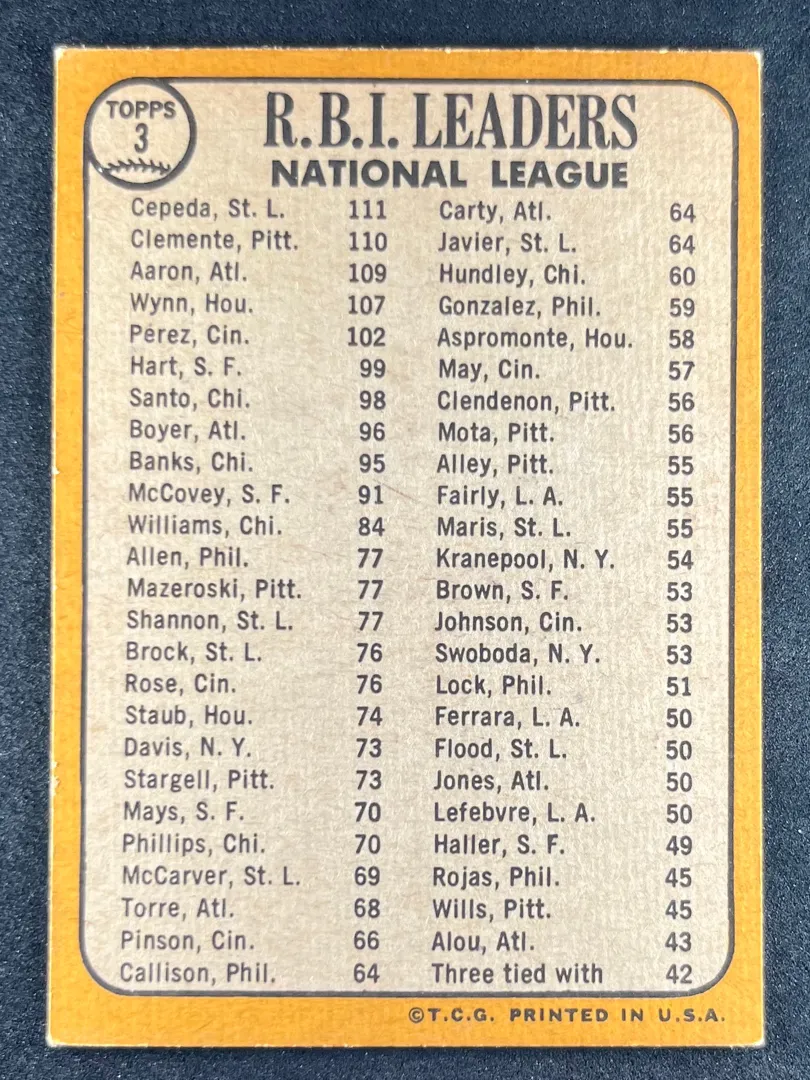 TOPPS
3
R.B.I. LEADERS
NATIONAL LEAGUE
Cepeda, St. L. 111
Clemente, Pitt. 110
Aaron, Atl. 109
Wynn, Hou. 107
Perez, Cin. 102
Hart, S. F. 99
Santo, Chi. 98
Boyer, Atl. 96
Banks, Chi. 95
McCovey, S. F. 91
Williams, Chi. 84
Allen, Phil. 77
Mazeroski, Pitt. 77
Shannon, St. L. 77
Brock, St. L. 76
Rose, Cin. 76
Staub, Hou. 74
Davis, N. Y. 73
Stargell, Pitt. 73
Mays, S. F. 70
Phillips, Chi. 70
McCarver, St. L. 69
Torre, Atl. 68
Pinson, Cin. 66
Callison, Phil. 64
Carty, Atl. 64
Javier, St. L. 64
Hundley, Chi. 60
Gonzalez, Phil. 59
Aspromonte, Hou. 58
May, Cin. 57
Clendenon, Pitt. 56
Mota, Pitt. 56
Alley, Pitt. 55
Fairly, L. A. 55
Maris, St. L. 55
Kranepool, N. Y. 54
Brown, S. F. 53
Johnson, Cin. 53
Swoboda, N. Y. 53
Lock, Phil. 51
Ferrara, L. A. 50
Flood, St. L. 50
Jones, Atl. 50
Lefebvre, L. A. 50
Haller, S. F. 49
Rojas, Phil. 45
Wills, Pitt. 45
Alou, Atl. 43
Three tied with 42
©T.C.G. PRINTED IN U.S.A.